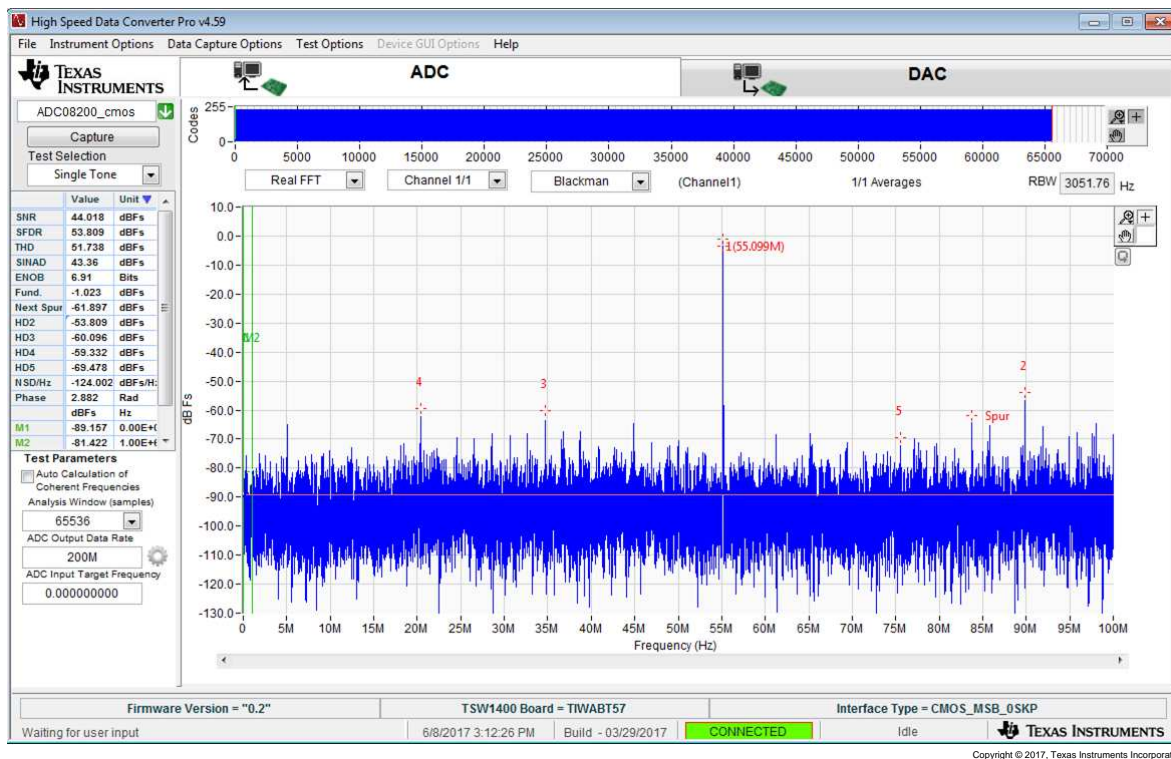 High Speed Data Converter Pro v4.59
File Instrument Options Data Capture Options Test Options Device GUI Options Help
TEXAS INSTRUMENTS
ADC
DAC
ADC08200_cmos
Capture
Test Selection
Single Tone
Value Unit
SNR 44.018 dBFs
SFDR 53.809 dBFs
THD 51.738 dBFs
SINAD 43.36 dBFs
ENOB 6.91 Bits
Fund. -1.023 dBFs
Next Spur -61.897 dBFs
HD2 -53.809 dBFs
HD3 -60.096 dBFs
HD4 -59.332 dBFs
HD5 -69.478 dBFs
NSD/Hz -124.002 dBFs/H
Phase 2.882 Rad
dBFs Hz
M1 -89.157 0.00E+
M2 -81.422 1.00E+
Test Parameters
Auto Calculation of
Coherent Frequencies
Analysis Window (samples)
65536
ADC Output Data
Rate
200M
ADC Input Target Frequency
0.000000000
Codes
255
0
0 5000 10000 15000 20000 25000 30000 35000 40000 45000 50000 55000 60000 65000 70000
Real FFT Channel 1/1 Blackman (Channel1) 1/1 Averages RBW 3051.76 Hz
dB Fs
10.0
0.0
-10.0
-20.0
-30.0
-40.0
-50.0
-60.0
-70.0
-80.0
-90.0
-100.0
-110.0
-120.0
-130.0
1(55.099M)
M2
4
3
5
Spur
2
0 5M 10M 15M 20M 25M 30M 35M 40M 45M 50M 55M 60M 65M 70M 75M 80M 85M 90M 95M 100M
Frequency (Hz)
Firmware Version = "0.2" TSW1400 Board = TIWABT57 Interface Type = CMOS_MSB_0SKP
Waiting for user input 6/8/2017 3:12:26 PM Build - 03/29/2017 CONNECTED Idle TEXAS INSTRUMENTS
Copyright © 2017, Texas Instruments Incorporat